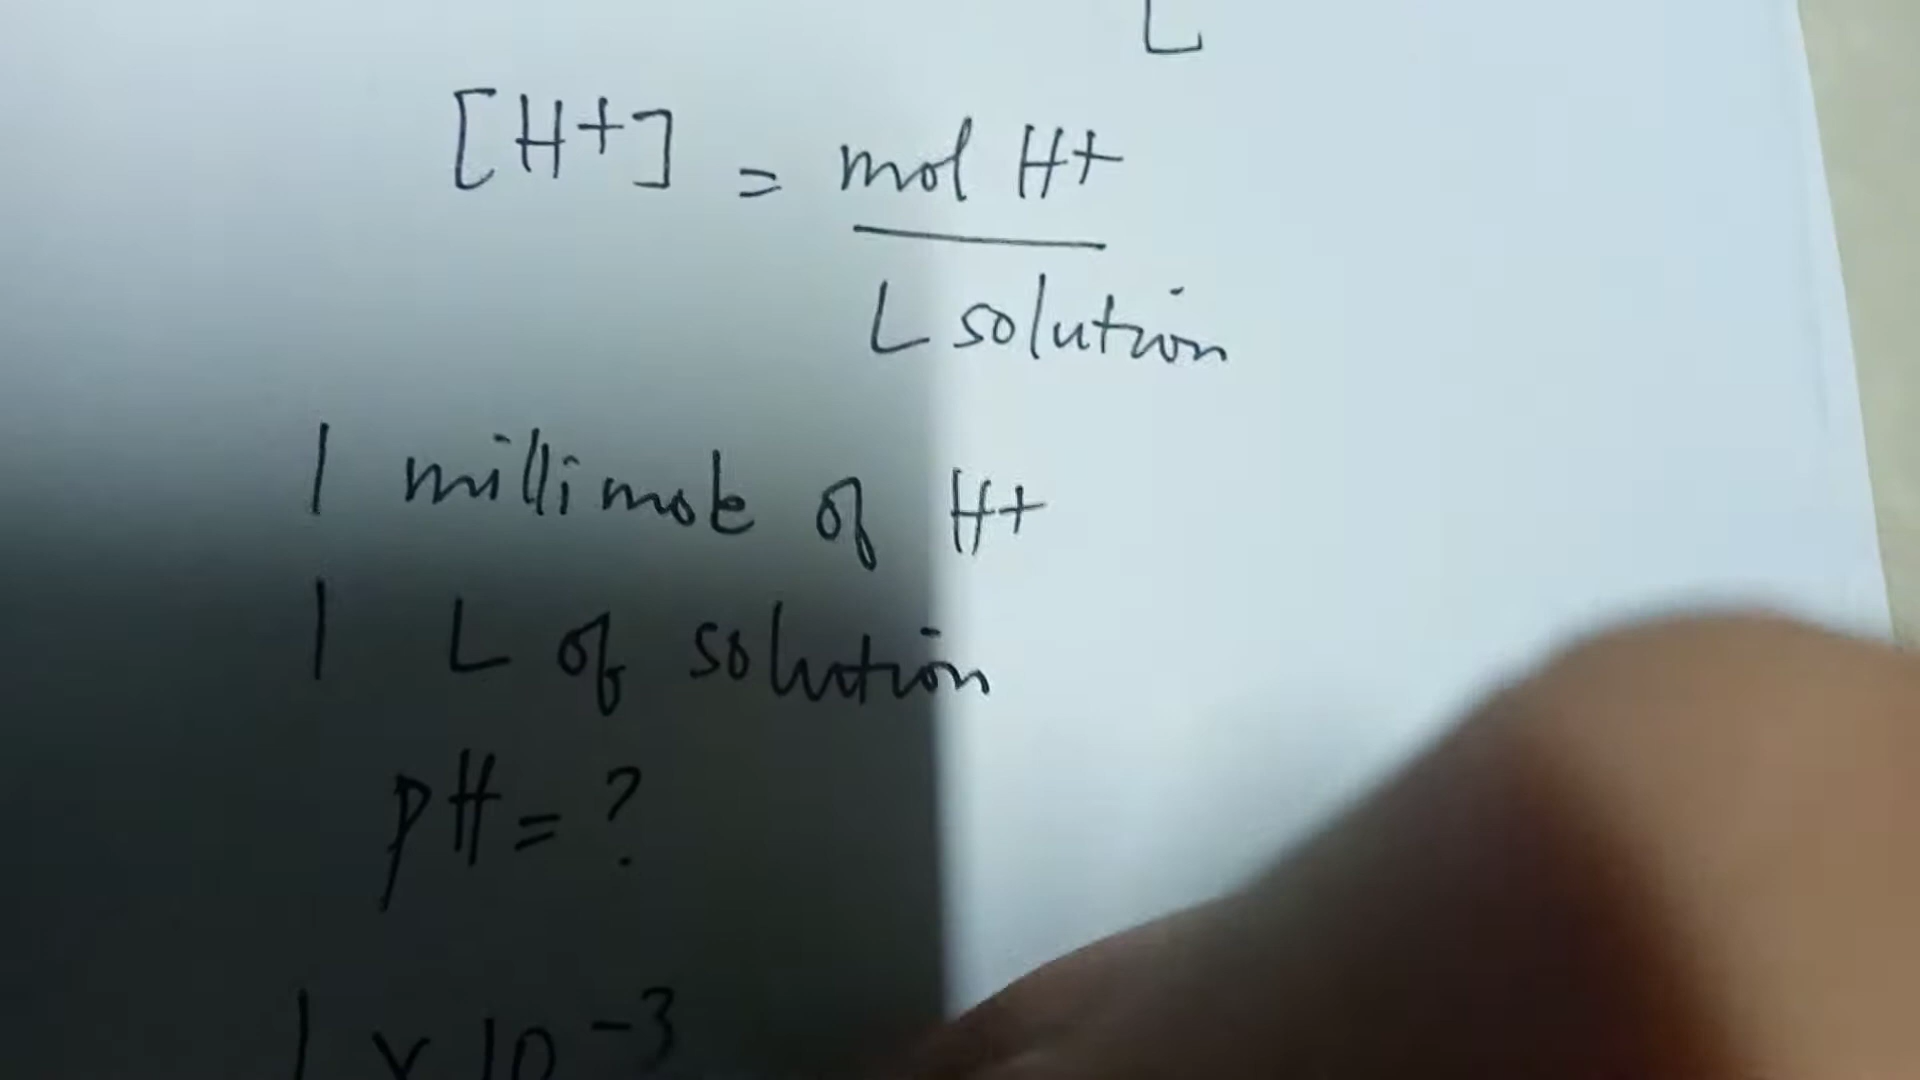 L
[H+] = mol H+
L solution
1 millimole of H+
1 L of solution
pH = ?
1 x 10-3